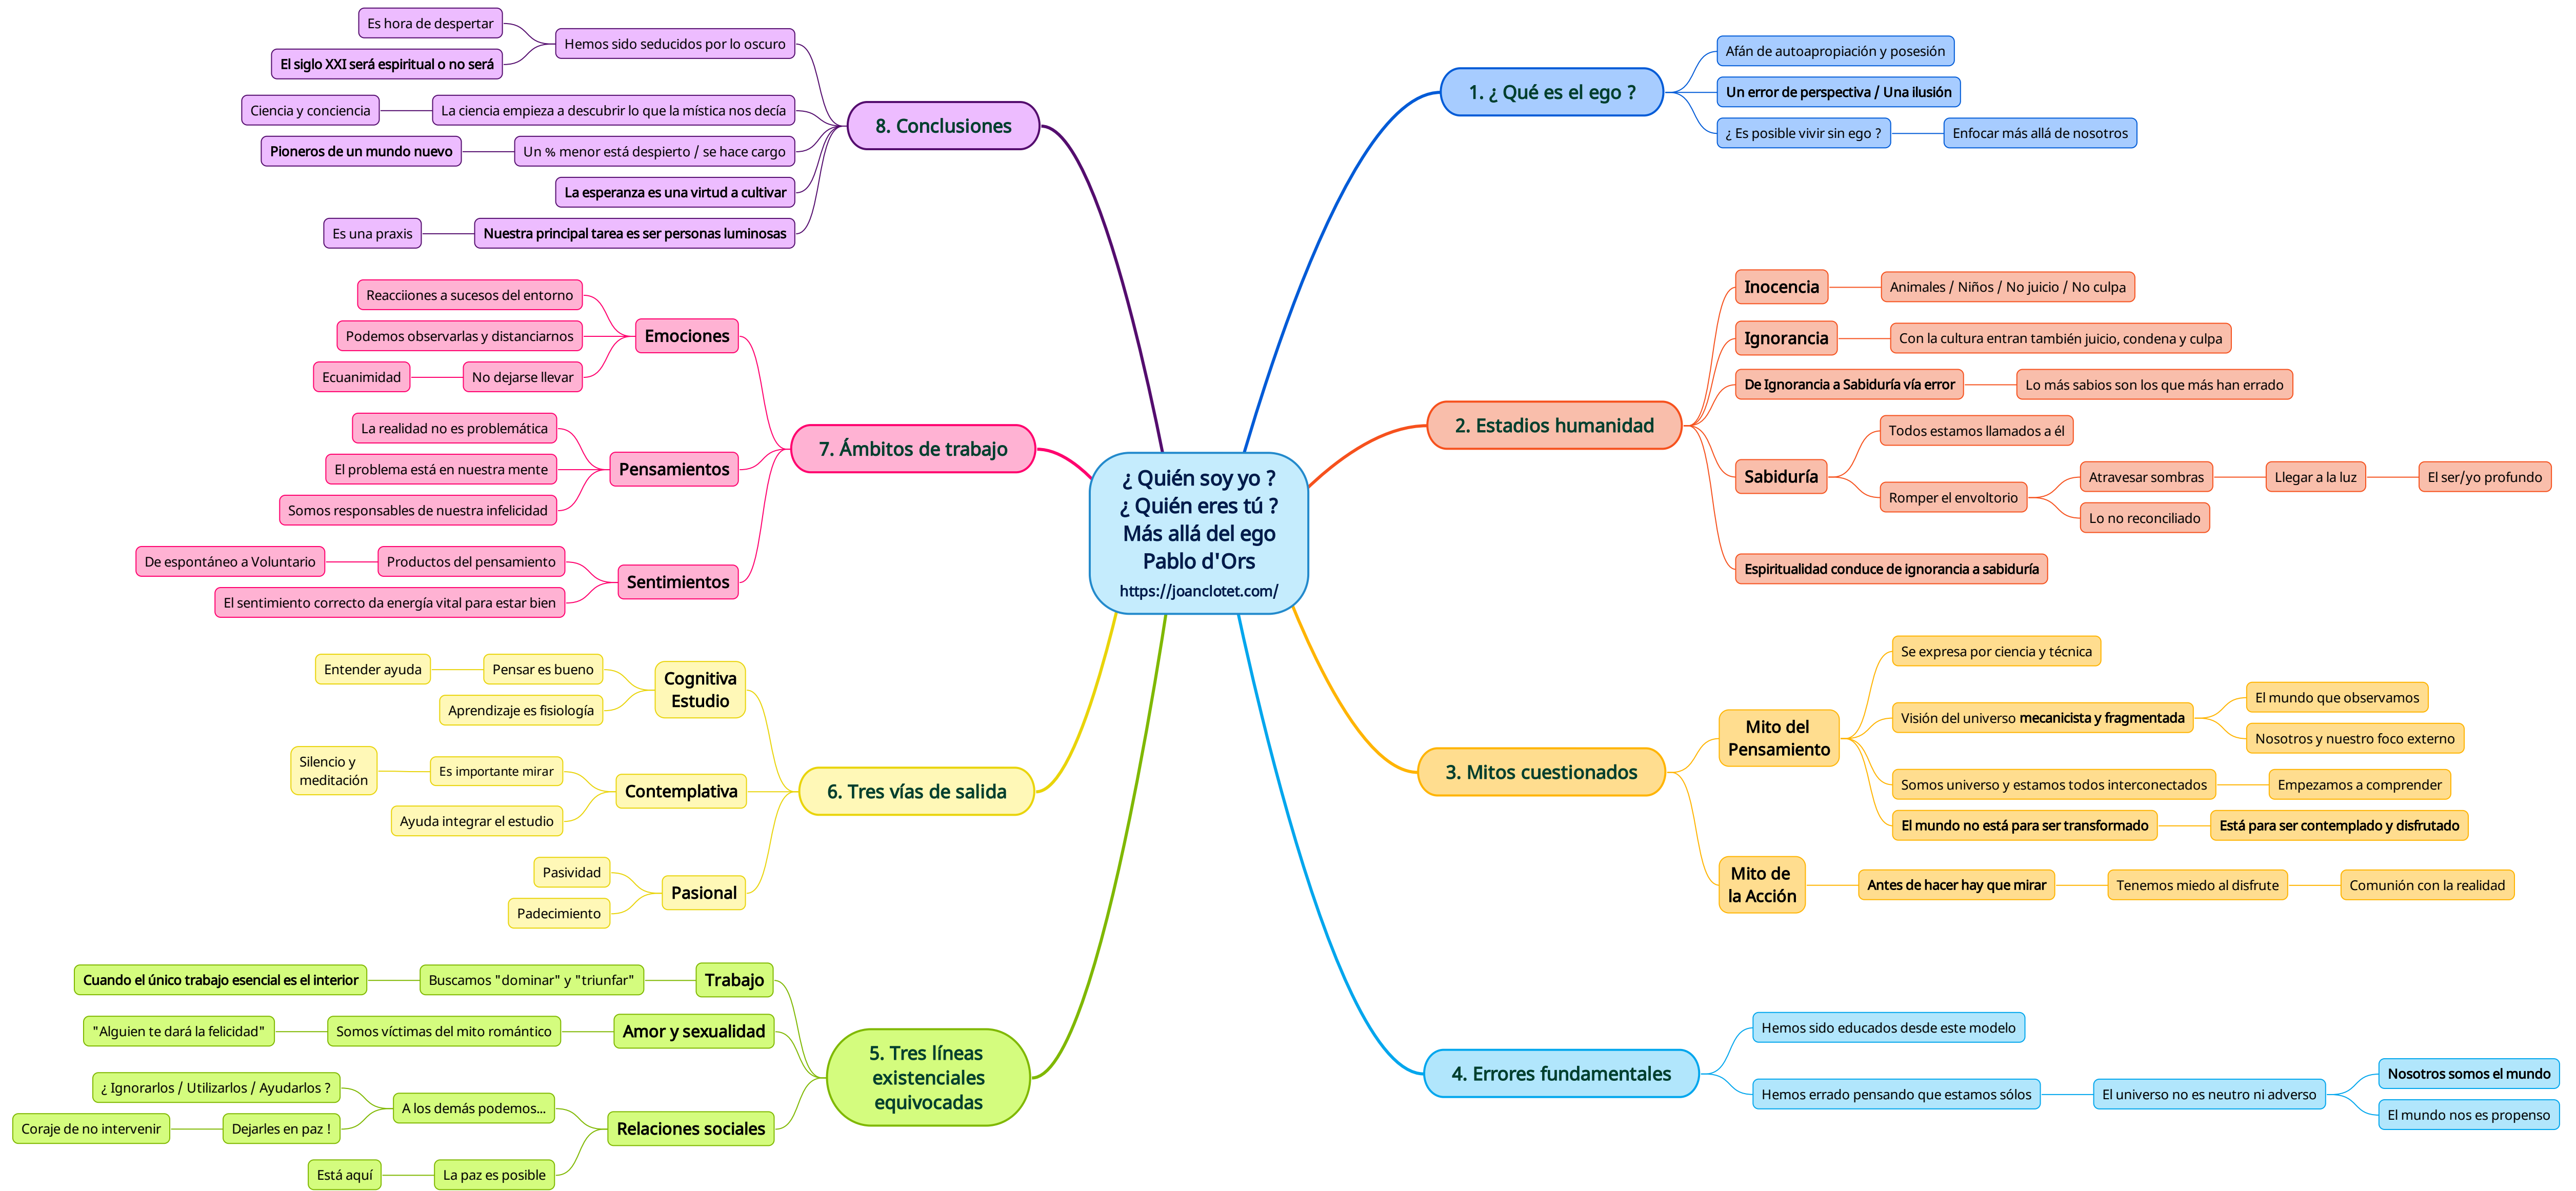 ¿ Quién soy yo ?
¿ Quién eres tú ?
Más allá del ego
Pablo d'Ors
https://joanclotet.com/
1. ¿ Qué es el ego ?
Afán de autoapropiación y posesión
Un error de perspectiva / Una ilusión
¿ Es posible vivir sin ego ?
Enfocar más allá de nosotros
2. Estadios humanidad
Inocencia
Animales / Niños / No juicio / No culpa
Ignorancia
Con la cultura entran también juicio, condena y culpa
De Ignorancia a Sabiduría vía error
Lo más sabios son los que más han errado
Sabiduría
Todos estamos llamados a él
Romper el envoltorio
Atravesar sombras
Llegar a la luz
El ser/yo profundo
Lo no reconciliado
Espiritualidad conduce de ignorancia a sabiduría
3. Mitos cuestionados
Mito del
Pensamiento
Se expresa por ciencia y técnica
Visión del universo mecanicista y fragmentada
El mundo que observamos
Nosotros y nuestro foco externo
Somos universo y estamos todos interconectados
Empezamos a comprender
El mundo no está para ser transformado
Está para ser contemplado y disfrutado
Mito de
la Acción
Antes de hacer hay que mirar
Tenemos miedo al disfrute
Comunión con la realidad
4. Errores fundamentales
Hemos sido educados desde este modelo
Hemos errado pensando que estamos sólos
El universo no es neutro ni adverso
Nosotros somos el mundo
El mundo nos es propenso
5. Tres líneas
existenciales
equivocadas
Trabajo
Buscamos "dominar" y "triunfar"
Cuando el único trabajo esencial es el interior
Amor y sexualidad
Somos víctimas del mito romántico
"Alguien te dará la felicidad"
Relaciones sociales
A los demás podemos...
¿ Ignorarlos / Utilizarlos / Ayudarlos ?
Dejarles en paz !
Coraje de no intervenir
La paz es posible
Está aquí
6. Tres vías de salida
Cognitiva
Estudio
Pensar es bueno
Entender ayuda
Aprendizaje es fisiología
Contemplativa
Es importante mirar
Silencio y
meditación
Ayuda integrar el estudio
Pasional
Pasividad
Padecimiento
7. Ámbitos de trabajo
Emociones
Reacciiones a sucesos del entorno
Podemos observarlas y distanciarnos
No dejarse llevar
Ecuanimidad
Pensamientos
La realidad no es problemática
El problema está en nuestra mente
Somos responsables de nuestra infelicidad
Sentimientos
Productos del pensamiento
De espontáneo a Voluntario
El sentimiento correcto da energía vital para estar bien
8. Conclusiones
Hemos sido seducidos por lo oscuro
Es hora de despertar
El siglo XXI será espiritual o no será
La ciencia empieza a descubrir lo que la mística nos decía
Ciencia y conciencia
Un % menor está despierto / se hace cargo
Pioneros de un mundo nuevo
La esperanza es una virtud a cultivar
Nuestra principal tarea es ser personas luminosas
Es una praxis